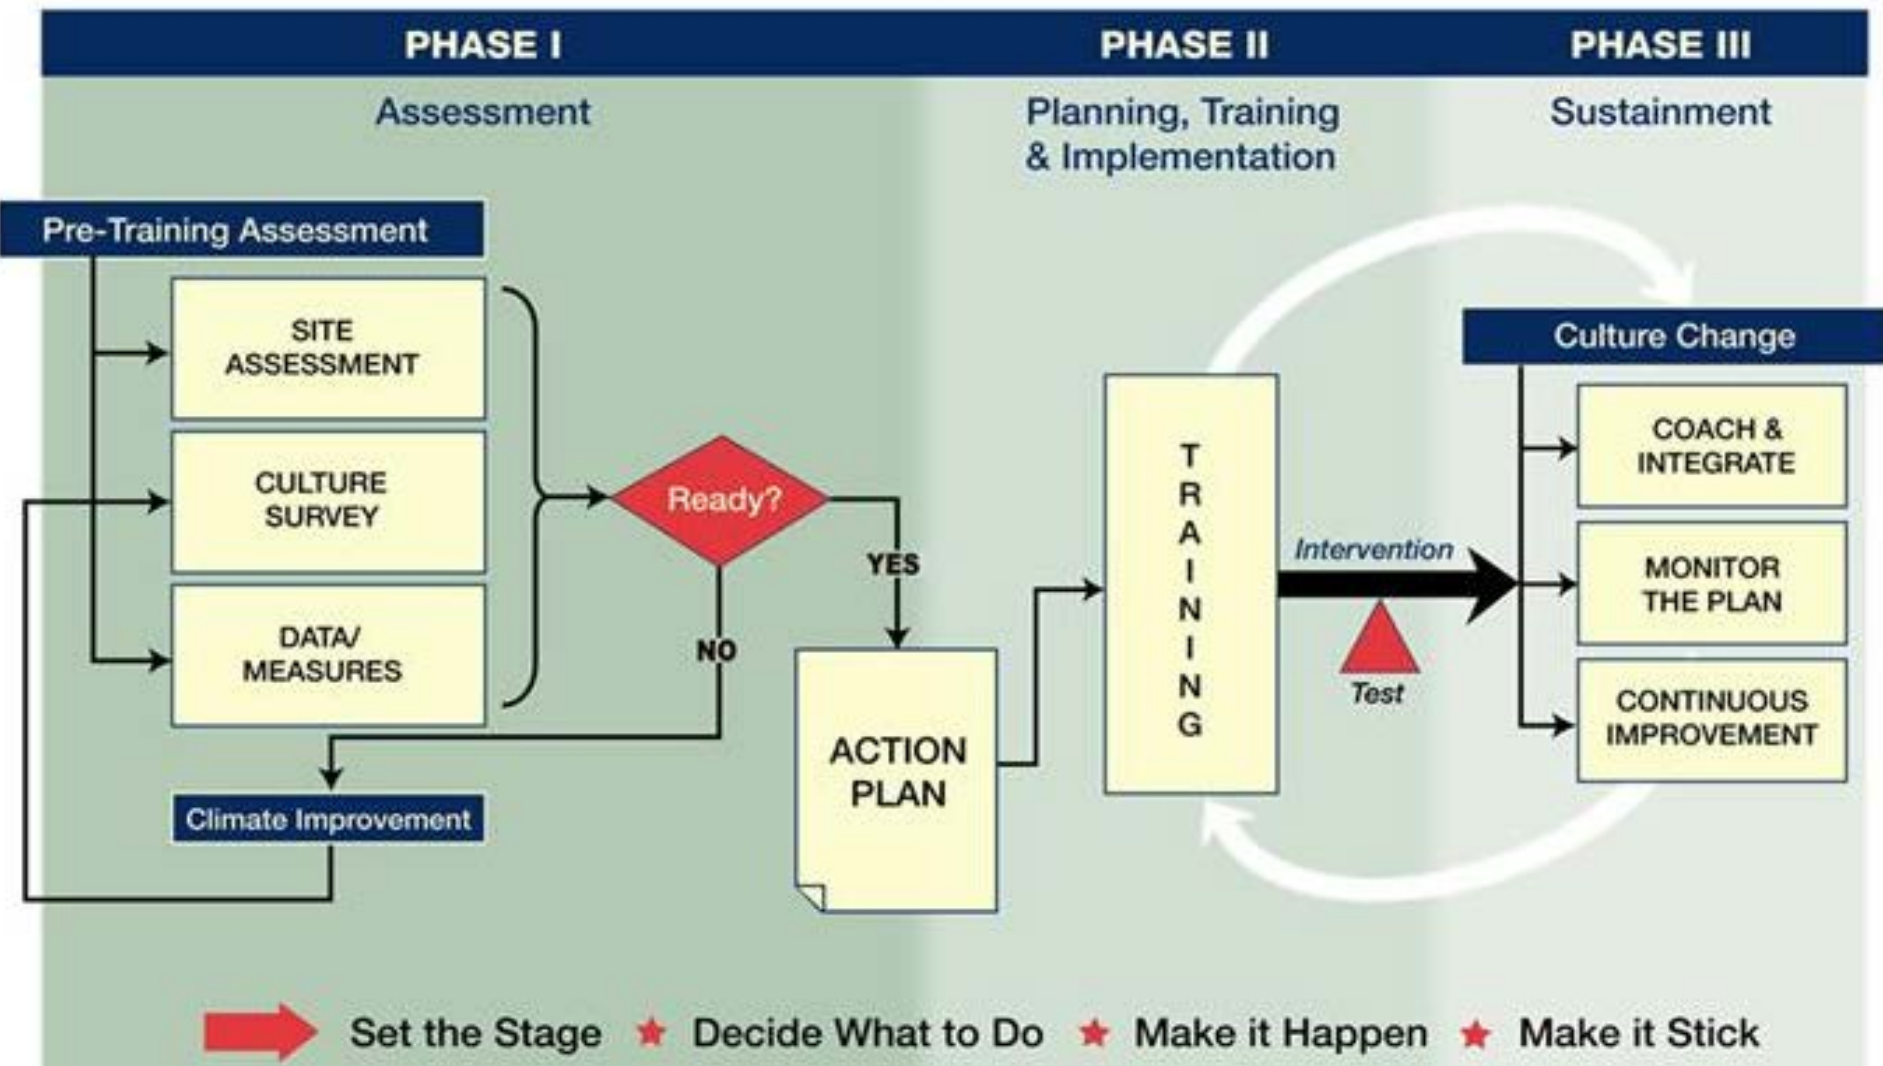 PHASE I
PHASE II
PHASE III
Assessment
Planning, Training
& Implementation
Sustainment
Pre-Training Assessment
SITE
ASSESSMENT
CULTURE
SURVEY
DATA/
MEASURES
Ready?
YES
NO
Climate Improvement
ACTION
PLAN
TRAINING
Intervention
Test
Culture Change
COACH &
INTEGRATE
MONITOR
THE PLAN
CONTINUOUS
IMPROVEMENT
Set the Stage ★ Decide What to Do ★ Make it Happen ★ Make it Stick